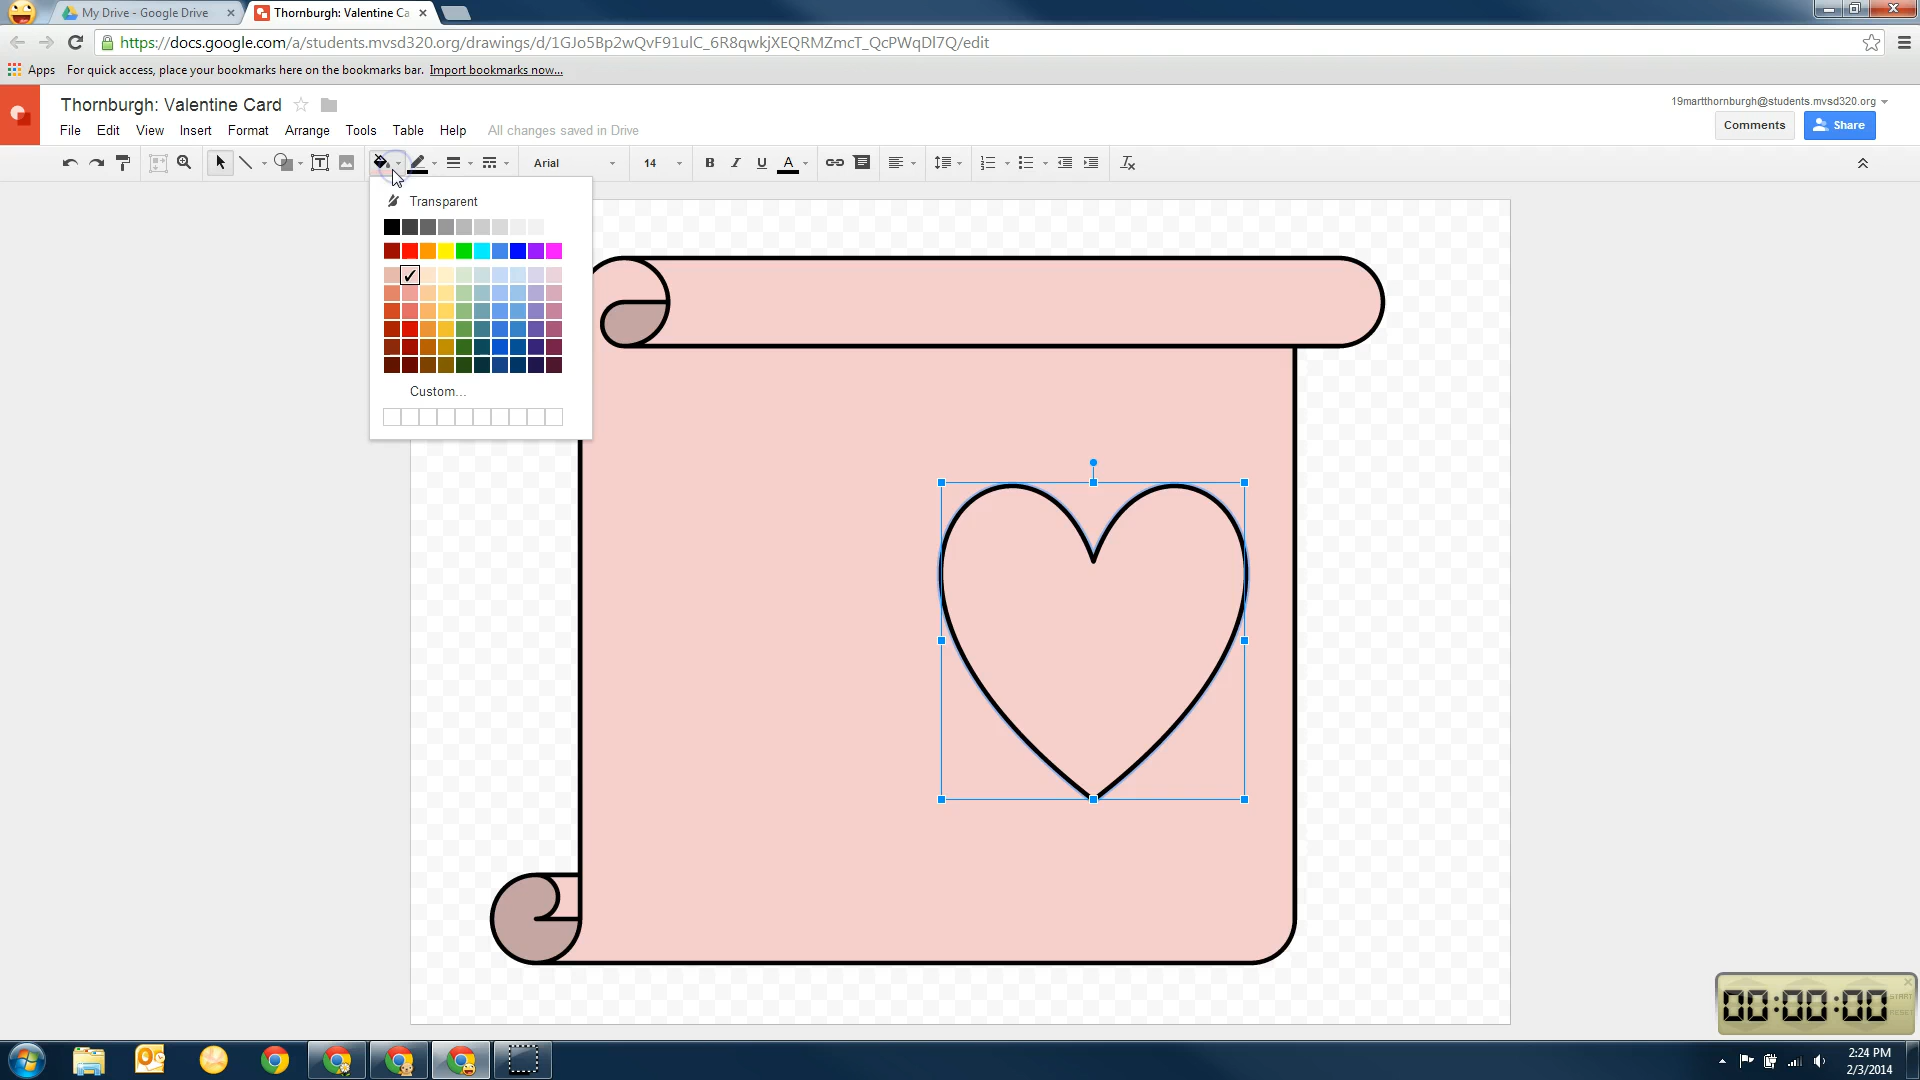 My Drive - Google Drive
Thornburgh: Valentine Ca
https://docs.google.com/a/students.mvsd320.org/drawings/d/1GJo5Bp2wQvF91ulC_6R8qwkjXEQRMZmcT_QcPWqDl7Q/edit
Apps For quick access, place your bookmarks here on the bookmarks bar. Import bookmarks now...
Thornburgh: Valentine Card
19martthornburgh@students.mvsd320.org
File Edit View Insert Format Arrange Tools Table Help All changes saved in Drive
Comments Share
Arial 14 B I U A
Transparent
Custom...
00:00:00
START
RESET
2:24 PM
2/3/2014